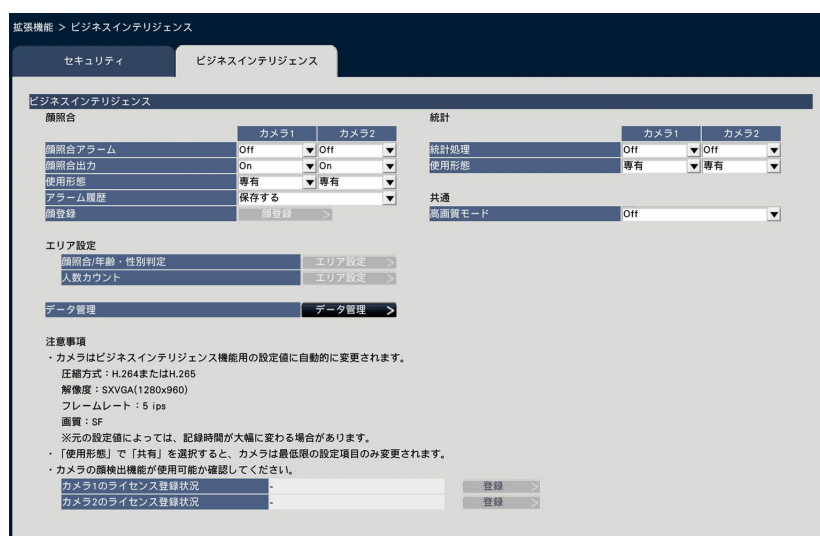 拡張機能 > ビジネスインテリジェンス
セキュリティ ビジネスインテリジェンス
ビジネスインテリジェンス
顔照合
カメラ1 カメラ2
顔照合アラーム Off Off
顔照合出力 On On
使用形態 専有 専有
アラーム履歴 保存する
顔登録 顔登録 >
統計
カメラ1 カメラ2
統計処理 Off Off
使用形態 専有 専有
共通
高画質モード Off
エリア設定
顔照合/年齢・性別判定 エリア設定 >
人数カウント エリア設定 >
データ管理 データ管理 >
注意事項
・カメラはビジネスインテリジェンス機能用の設定値に自動的に変更されます。
圧縮方式：H.264またはH.265
解像度：SXVGA(1280x960)
フレームレート：5 ips
画質：SF
※元の設定値によっては、記録時間が大幅に変わる場合があります。
・「使用形態」で「共有」を選択すると、カメラは最低限の設定項目のみ変更されます。
・カメラの顔検出機能が使用可能か確認してください。
カメラ1のライセンス登録状況 - 登録 >
カメラ2のライセンス登録状況 - 登録 >